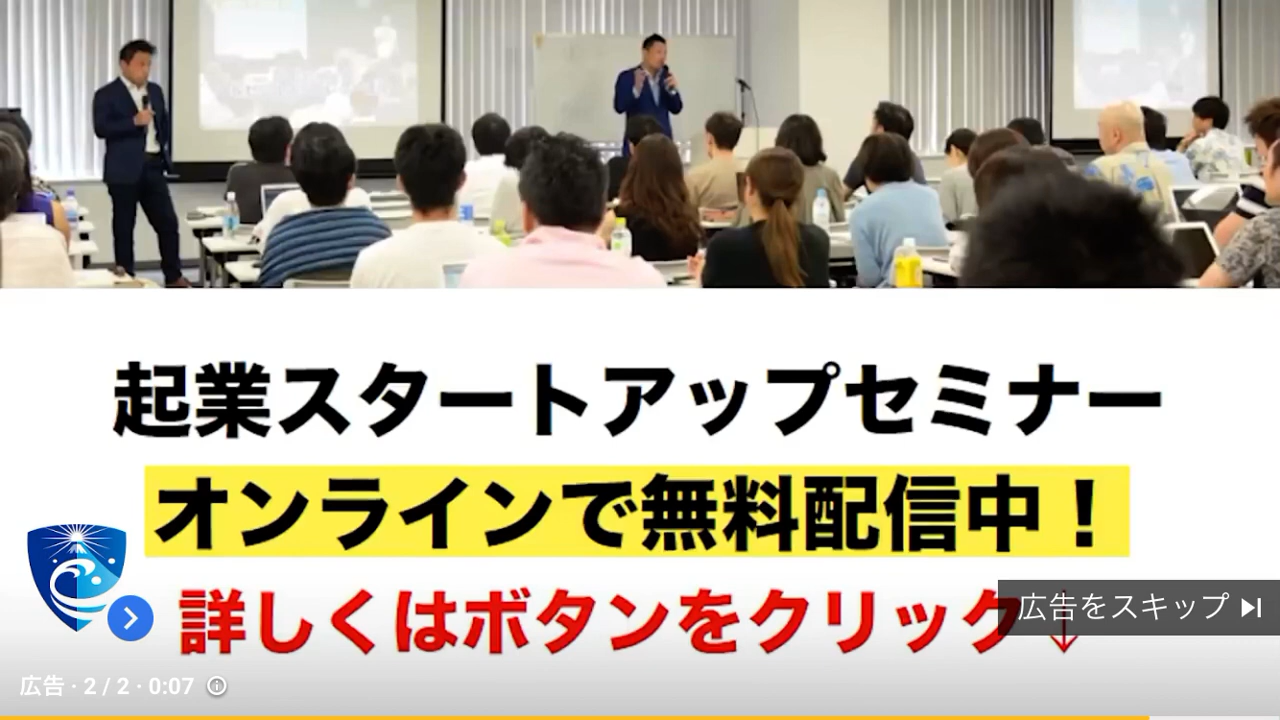 起業スタートアップセミナー
オンラインで無料配信中！
詳しくはボタンをクリック↓
広告をスキップ
広告・2 / 2・0:07